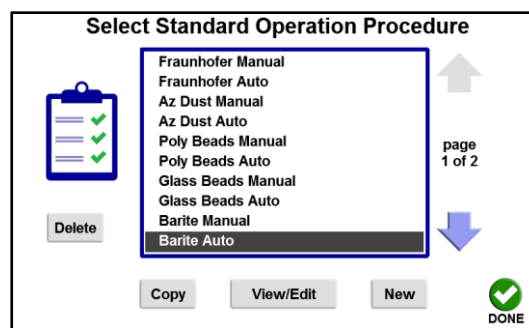 Select Standard Operation Procedure
Fraunhofer Manual
Fraunhofer Auto
Az Dust Manual
Az Dust Auto
Poly Beads Manual
Poly Beads Auto
Glass Beads Manual
Glass Beads Auto
Barite Manual
Barite Auto
page
1 of 2
Delete
Copy
View/Edit
New
DONE